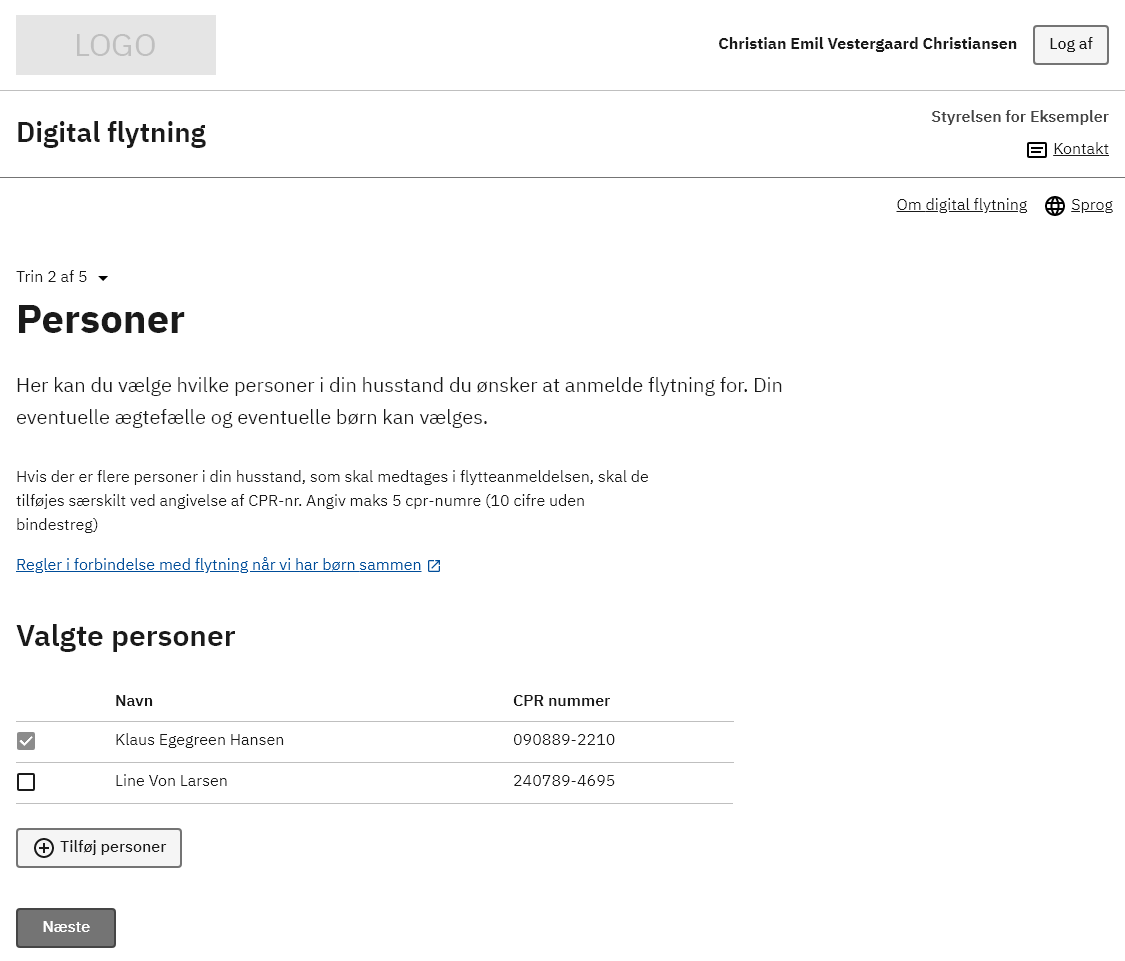 LOGO
Christian Emil Vestergaard Christiansen
Log af
Digital flytning
Styrelsen for Eksempler
Kontakt
Om digital flytning
Sprog
Trin 2 af 5
Personer
Her kan du vælge hvilke personer i din husstand du ønsker at anmelde flytning for. Din
eventuelle ægtefælle og eventuelle børn kan vælges.
Hvis der er flere personer i din husstand, som skal medtages i flytteanmeldelsen, skal de
tilføjes særskilt ved angivelse af CPR-nr. Angiv maks 5 cpr-numre (10 cifre uden
bindestreg)
Regler i forbindelse med flytning når vi har børn sammen
Valgte personer
Navn CPR nummer
Klaus Egegreen Hansen 090889-2210
Line Von Larsen 240789-4695
Tilføj personer
Næste